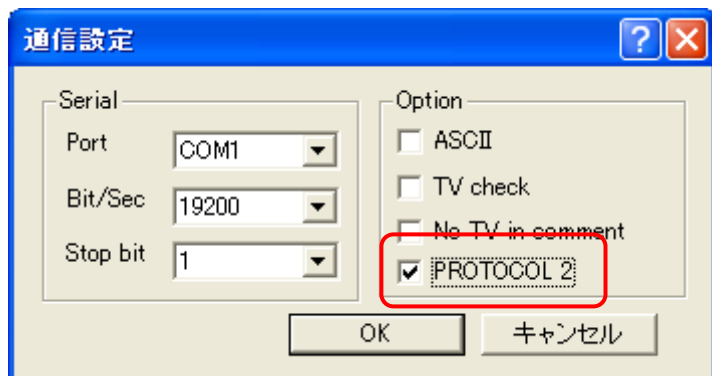 通信設定
Serial
Port COM1
Bit/Sec 19200
Stop bit 1
Option
ASCII
TV check
No TV in comment
PROTOCOL 2
OK キャンセル